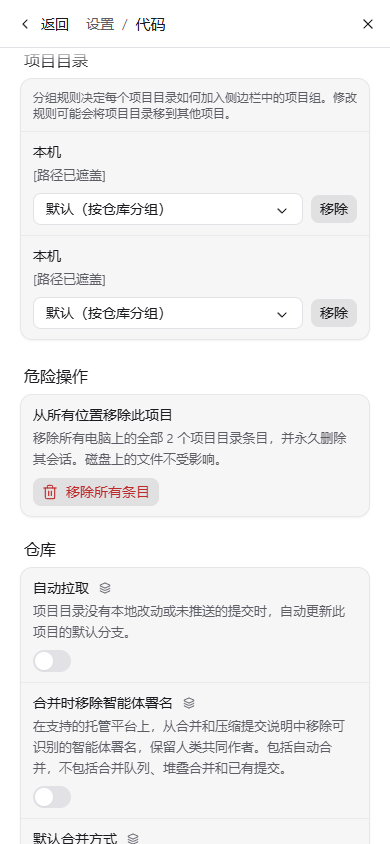 返回 设置 / 代码
项目目录
分组规则决定每个项目目录如何加入侧边栏中的项目组。修改
规则可能会将项目目录移到其他项目。
本机
[路径已遮盖]
默认（按仓库分组） 移除
本机
[路径已遮盖]
默认（按仓库分组） 移除
危险操作
从所有位置移除此项目
移除所有电脑上的全部 2 个项目目录条目，并永久删除
其会话。磁盘上的文件不受影响。
移除所有条目
仓库
自动拉取
项目目录没有本地改动或未推送的提交时，自动更新此
项目的默认分支。
合并时移除智能体署名
在支持的托管平台上，从合并和压缩提交说明中移除可
识别的智能体署名，保留人类共同作者。包括自动合
并，不包括合并队列、堆叠合并和已有提交。
默认合并方式